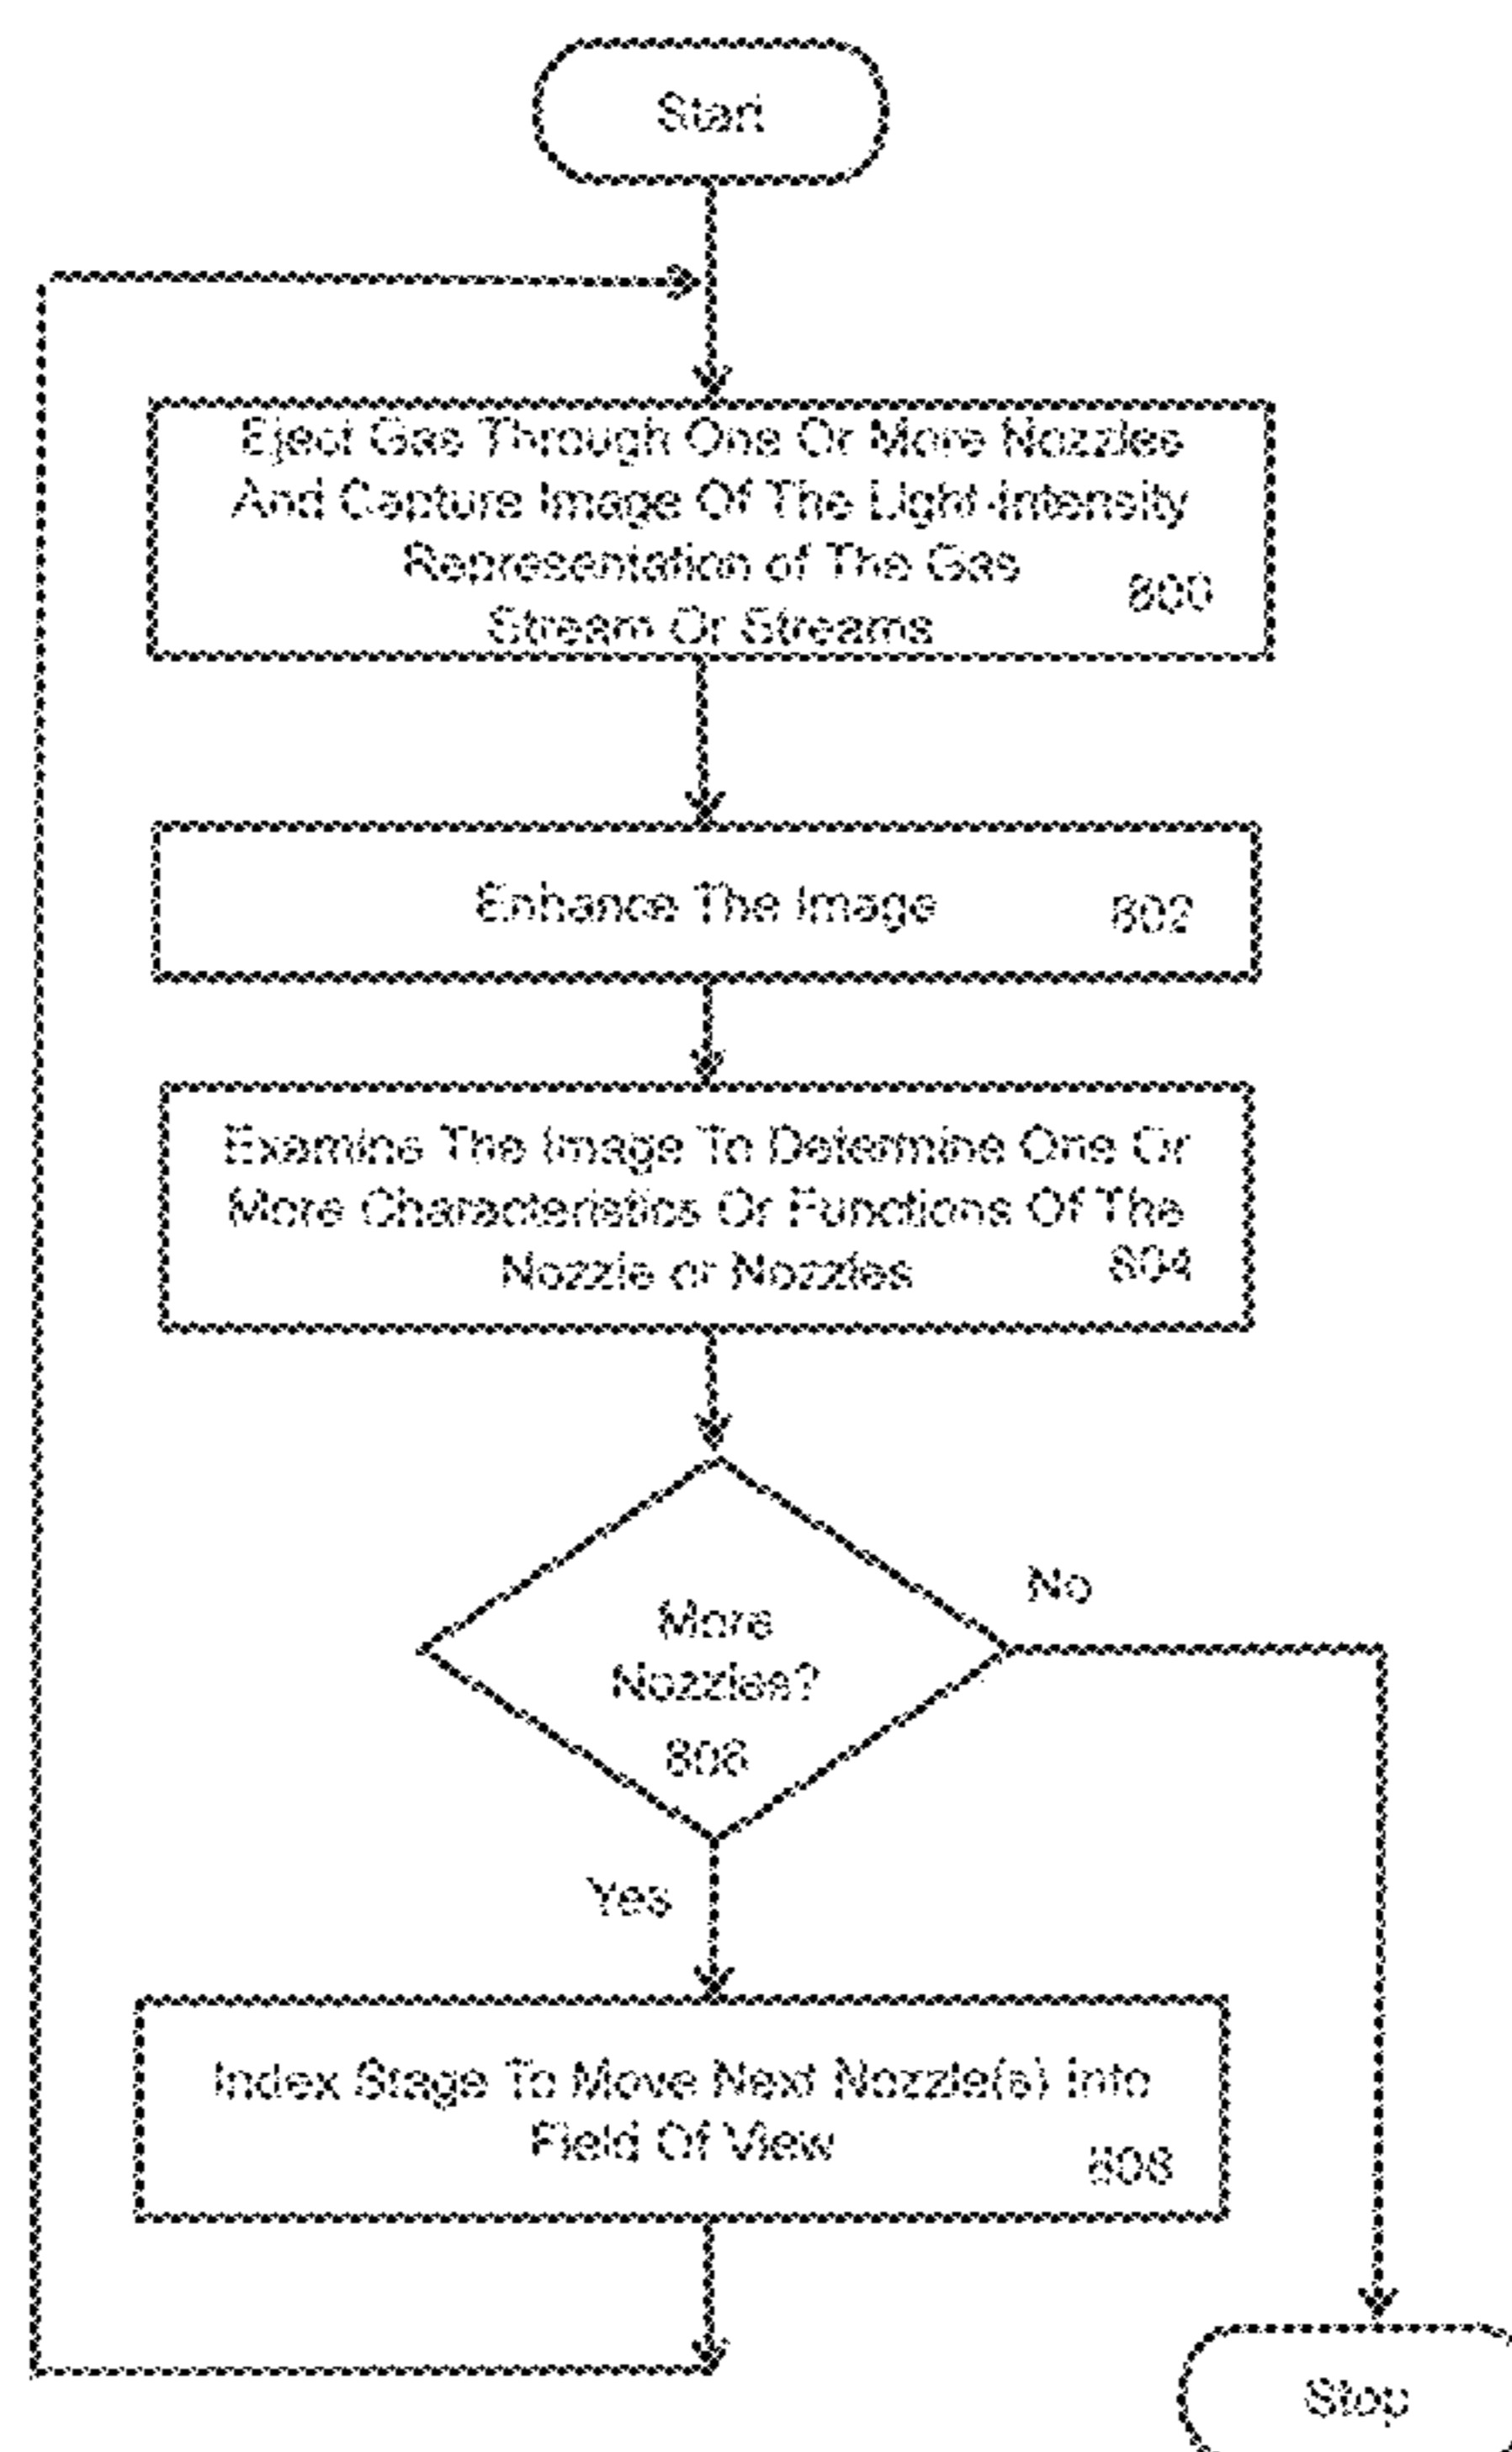 Start
Eject Gas Through One Or More Nozzles
And Capture Image Of The Light-Intensity
Representation of The Gas
Stream Or Streams
800
Enhance The Image
802
Examine The Image To Determine One Or
More Characteristics Or Functions Of The
Nozzle or Nozzles
804
No
More
Nozzles?
806
Yes
Index Stage To Move Next Nozzle(s) Into
Field Of View
808
Stop